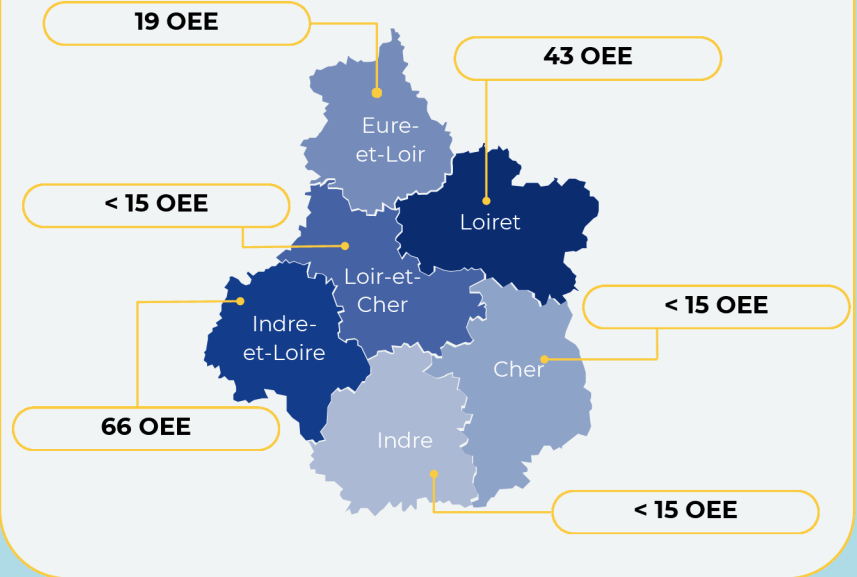 19 OEE
43 OEE
Eure-
et-Loir
< 15 OEE
Loiret
Loir-et-
Cher
< 15 OEE
Indre-
et-Loire
Cher
66 OEE
Indre
< 15 OEE